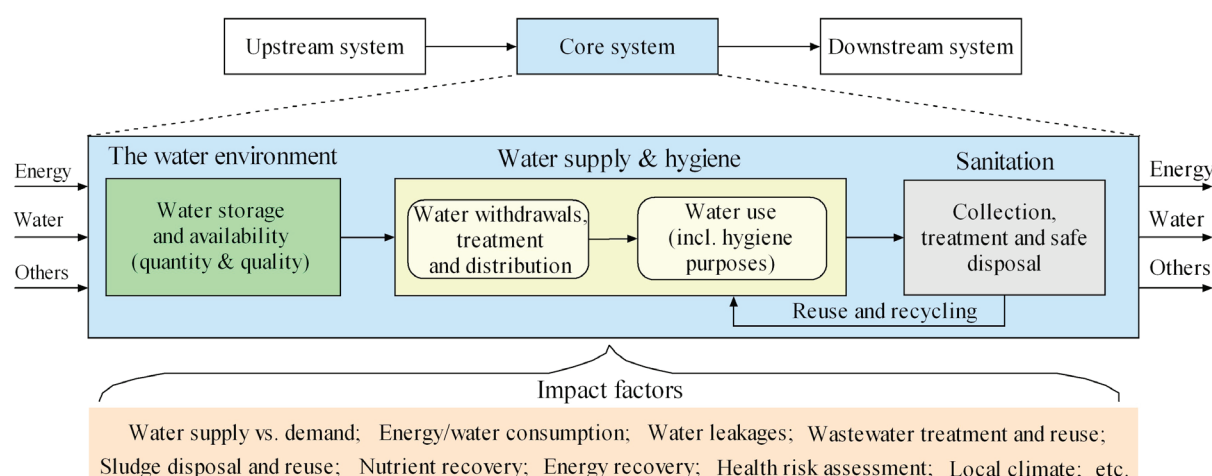 Upstream system
Core system
Downstream system
The water environment
Water supply & hygiene
Sanitation
Energy
Water
Others
Water storage
and availability
(quantity & quality)
Water withdrawals,
treatment
and distribution
Water use
(incl. hygiene
purposes)
Collection,
treatment and safe
disposal
Reuse and recycling
Energy
Water
Others
Impact factors
Water supply vs. demand; Energy/water consumption; Water leakages; Wastewater treatment and reuse;
Sludge disposal and reuse; Nutrient recovery; Energy recovery; Health risk assessment; Local climate; etc.